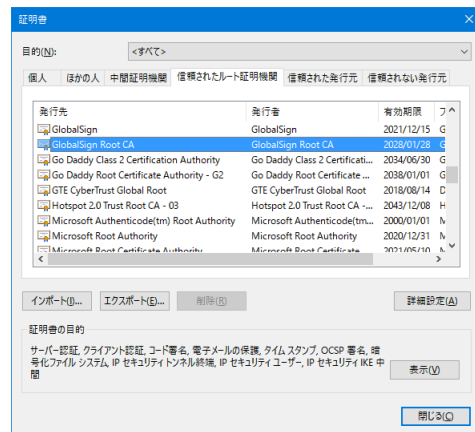 証明書
目的(N): <すべて>
個人 ほかの人 中間証明機関 信頼されたルート証明機関 信頼された発行元 信頼されない発行元
発行先 発行者 有効期限 フ
GlobalSign GlobalSign 2021/12/15 G
GlobalSign Root CA GlobalSign Root CA 2028/01/28 G
Go Daddy Class 2 Certification Authority Go Daddy Class 2 Certificati... 2034/06/30 G
Go Daddy Root Certificate Authority - G2 Go Daddy Root Certificate ... 2038/01/01 G
GTE CyberTrust Global Root GTE CyberTrust Global Root 2018/08/14 D
Hotspot 2.0 Trust Root CA - 03 Hotspot 2.0 Trust Root CA -... 2043/12/08 H
Microsoft Authenticode(tm) Root Authority Microsoft Authenticode(tm... 2000/01/01 M
Microsoft Root Authority Microsoft Root Authority 2020/12/31 M
Microsoft Root Certificate Authority Microsoft Root Certificate 2021/05/10 M
インポート(I)... エクスポート(E)... 削除(R) 詳細設定(A)
証明書の目的
サーバー認証, クライアント認証, コード署名, 電子メールの保護, タイム スタンプ, OCSP 署名, 暗
号化ファイル システム, IP セキュリティ トンネル終端, IP セキュリティ ユーザー, IP セキュリティ IKE 中
間
表示(V)
閉じる(C)